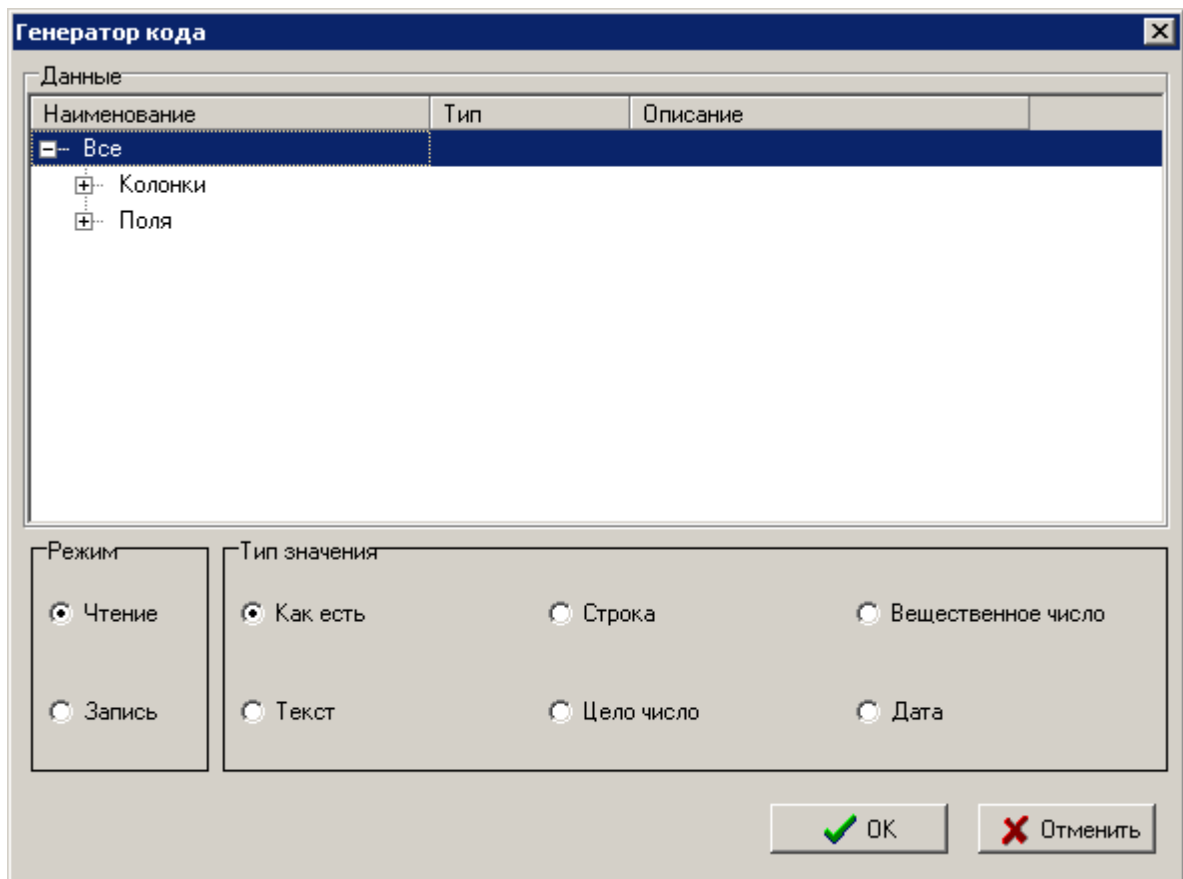 Генератор кода
Данные
Наименование Тип Описание
Все
Колонки
Поля
Режим Тип значения
Чтение Как есть Строка Вещественное число
Запись Текст Цело число Дата
OK Отменить